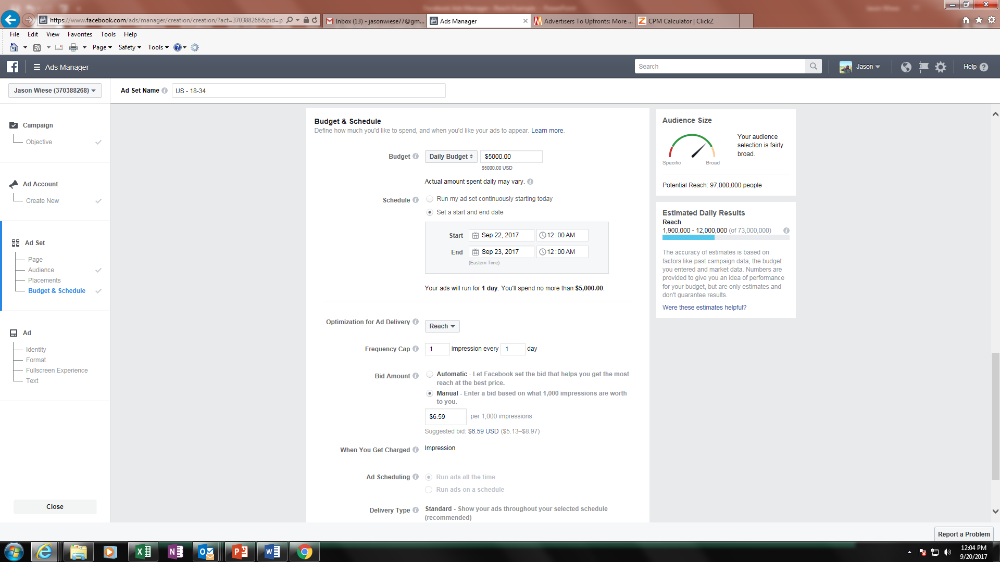 https://www.facebook.com/ads/manager/creation/creation/?act=370388268&pid=p
Inbox (13) - jasonwiese77@gm...
Ads Manager
Advertisers To Upfronts: More ...
CPM Calculator | ClickZ
File Edit View Favorites Tools Help
Page Safety Tools
Ads Manager
Search
Jason
Help
Jason Wiese (370388268)
Ad Set Name
US - 18-34
Campaign
Objective
Ad Account
Create New
Ad Set
Page
Audience
Placements
Budget & Schedule
Ad
Identity
Format
Fullscreen Experience
Text
Close
Budget & Schedule
Define how much you'd like to spend, and when you'd like your ads to appear. Learn more.
Budget Daily Budget $5000.00
$5000.00 USD
Actual amount spent daily may vary.
Schedule Run my ad set continuously starting today
Set a start and end date
Start Sep 22, 2017 12:00 AM
End Sep 23, 2017 12:00 AM
(Eastern Time)
Your ads will run for 1 day. You'll spend no more than $5,000.00.
Optimization for Ad Delivery Reach
Frequency Cap 1 impression every 1 day
Bid Amount Automatic - Let Facebook set the bid that helps you get the most
reach at the best price.
Manual - Enter a bid based on what 1,000 impressions are worth
to you.
$6.59 per 1,000 impressions
Suggested bid: $6.59 USD ($5.13–$8.97)
When You Get Charged Impression
Ad Scheduling Run ads all the time
Run ads on a schedule
Delivery Type Standard - Show your ads throughout your selected schedule
(recommended)
Audience Size
Your audience
selection is fairly
broad.
Specific Broad
Potential Reach: 97,000,000 people
Estimated Daily Results
Reach
1,900,000 - 12,000,000 (of 73,000,000)
The accuracy of estimates is based on
factors like past campaign data, the budget
you entered and market data. Numbers are
provided to give you an idea of performance
for your budget, but are only estimates and
don't guarantee results.
Were these estimates helpful?
Report a Problem
12:04 PM
9/20/2017